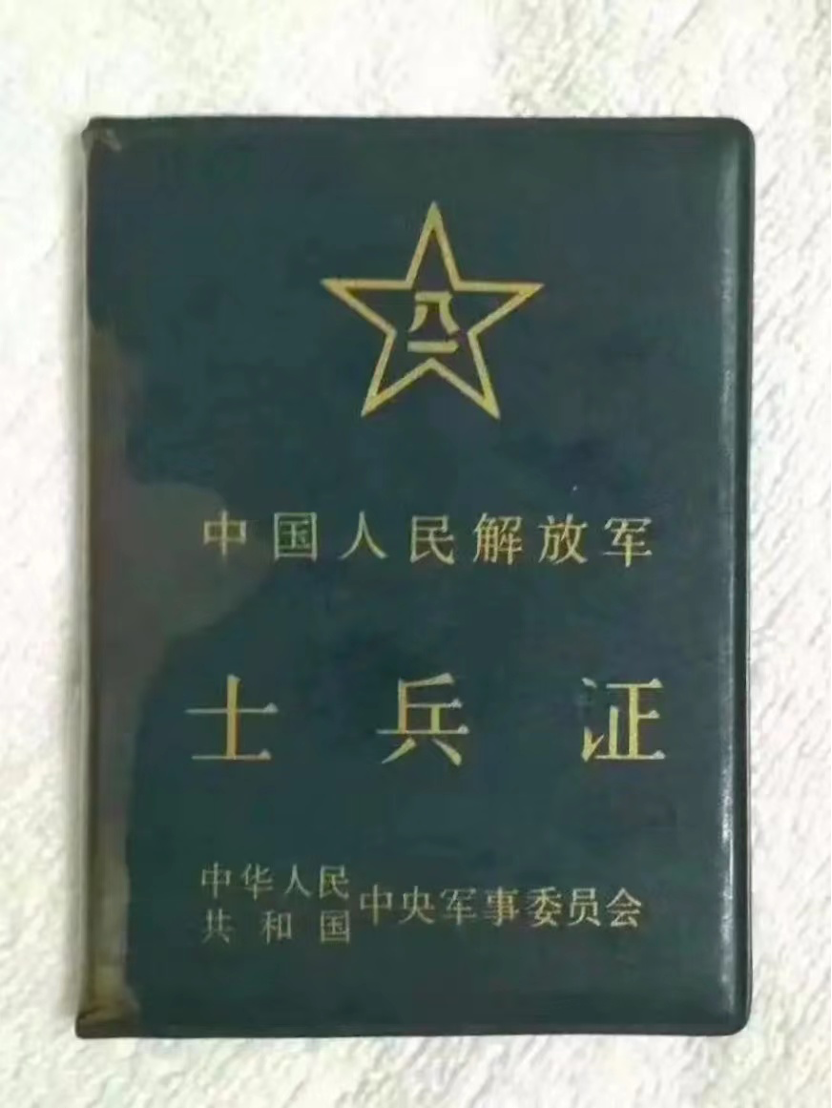 八一
中国人民解放军
士兵证
中华人民
共和国
中央军事委员会